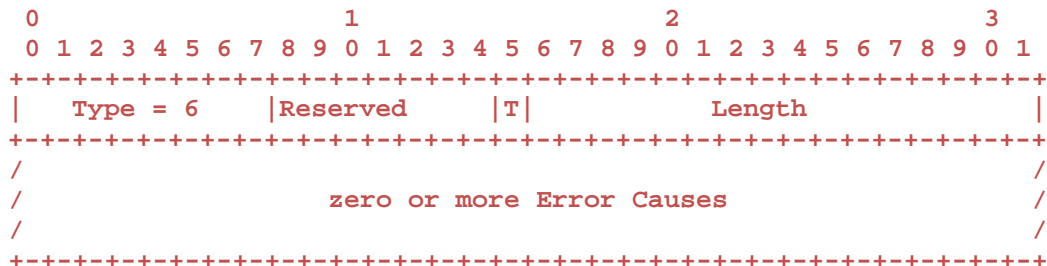 0                   1                   2                   3
 0 1 2 3 4 5 6 7 8 9 0 1 2 3 4 5 6 7 8 9 0 1 2 3 4 5 6 7 8 9 0 1
+-+-+-+-+-+-+-+-+-+-+-+-+-+-+-+-+-+-+-+-+-+-+-+-+-+-+-+-+-+-+-+-+
|   Type = 6    |Reserved     |T|           Length              |
+-+-+-+-+-+-+-+-+-+-+-+-+-+-+-+-+-+-+-+-+-+-+-+-+-+-+-+-+-+-+-+-+
/                                                               /
/                   zero or more Error Causes                   /
/                                                               /
+-+-+-+-+-+-+-+-+-+-+-+-+-+-+-+-+-+-+-+-+-+-+-+-+-+-+-+-+-+-+-+-+